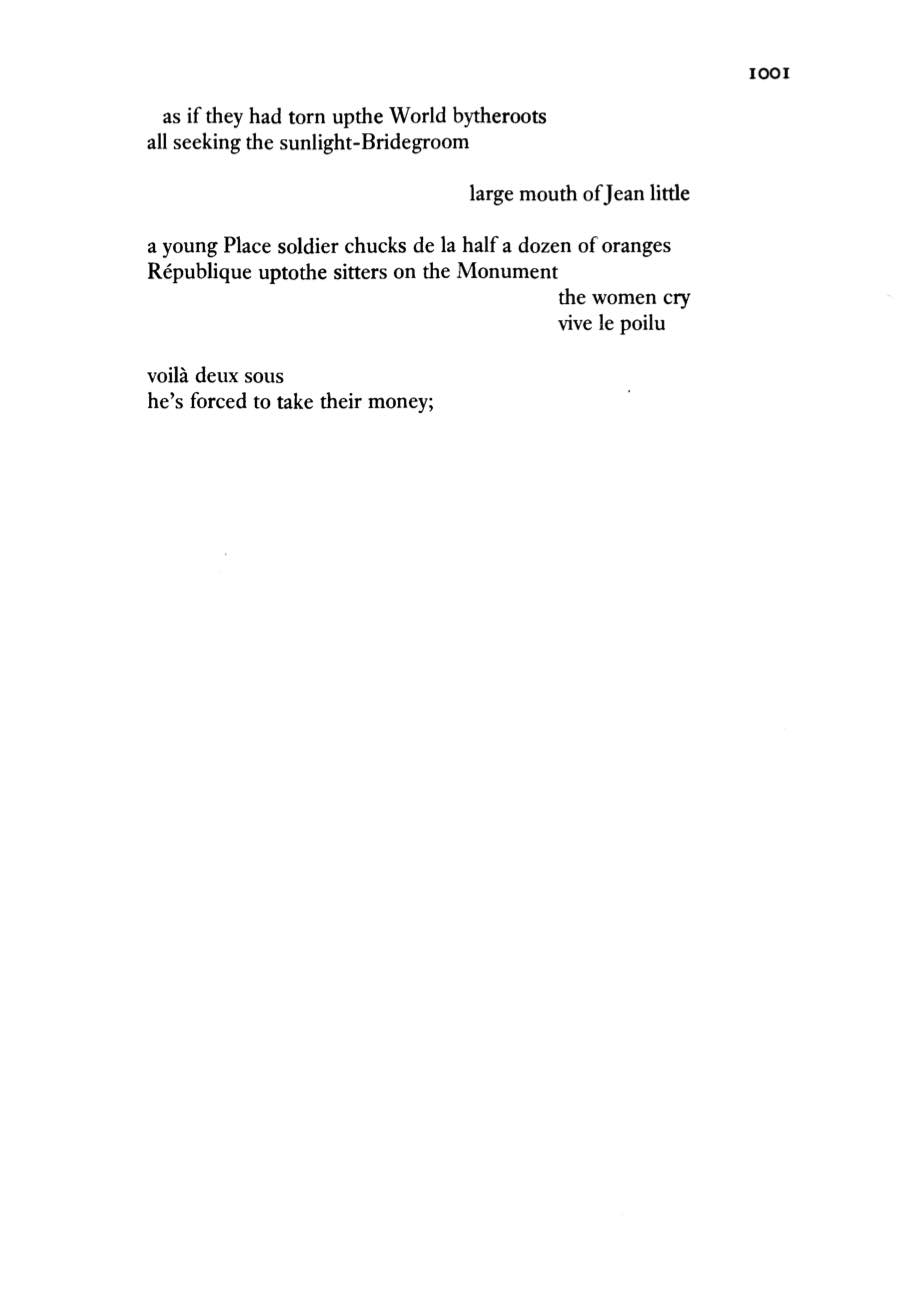 1001
as if they had torn upthe World bytheroots
all seeking the sunlight-Bridegroom
large mouth of Jean little
a young Place soldier chucks de la half a dozen of oranges
République uptothe sitters on the Monument
the women cry
vive le poilu
voilà deux sous
he's forced to take their money;